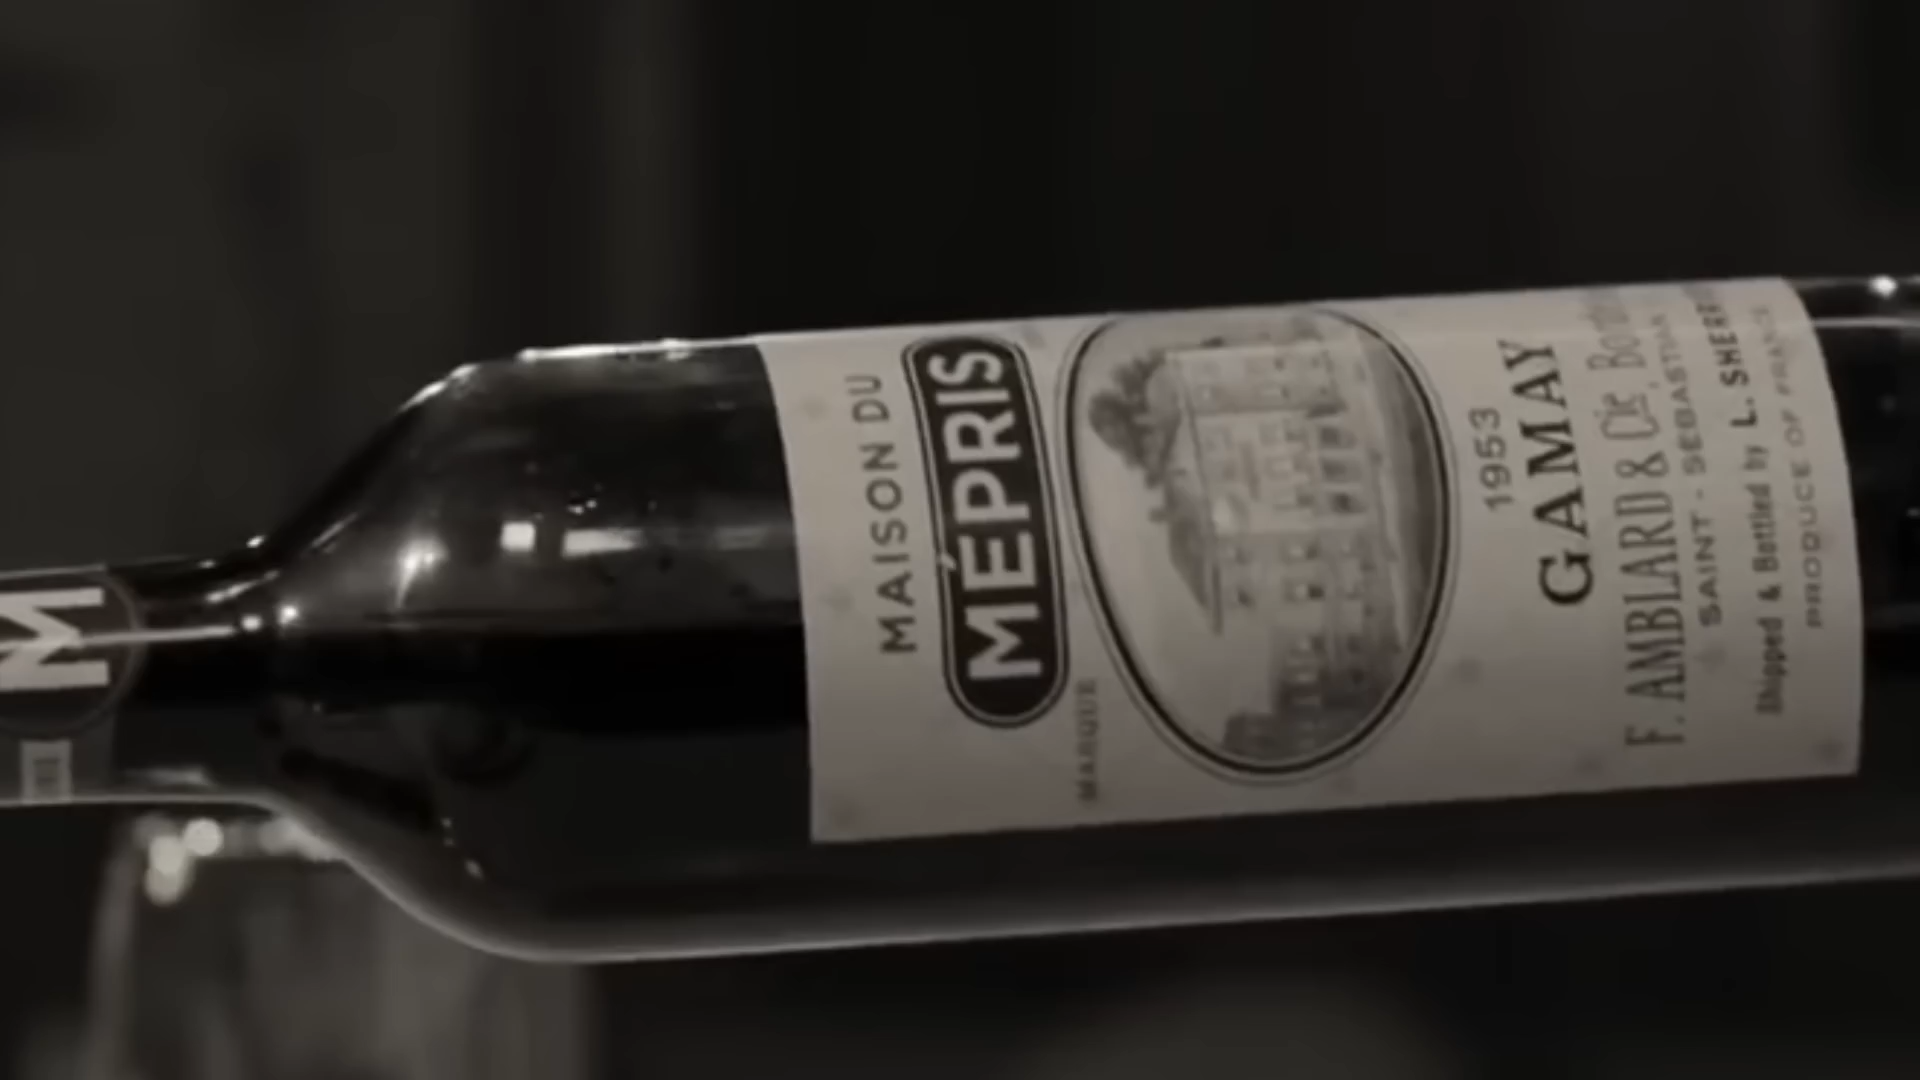 M
MAISON DU
MÉPRIS
MARQUE
1953
GAMAY
F. AMBLARD & Cie,
SAINT - SEBASTIAN
Shipped & Bottled by L.
PRODUCE OF FRANCE